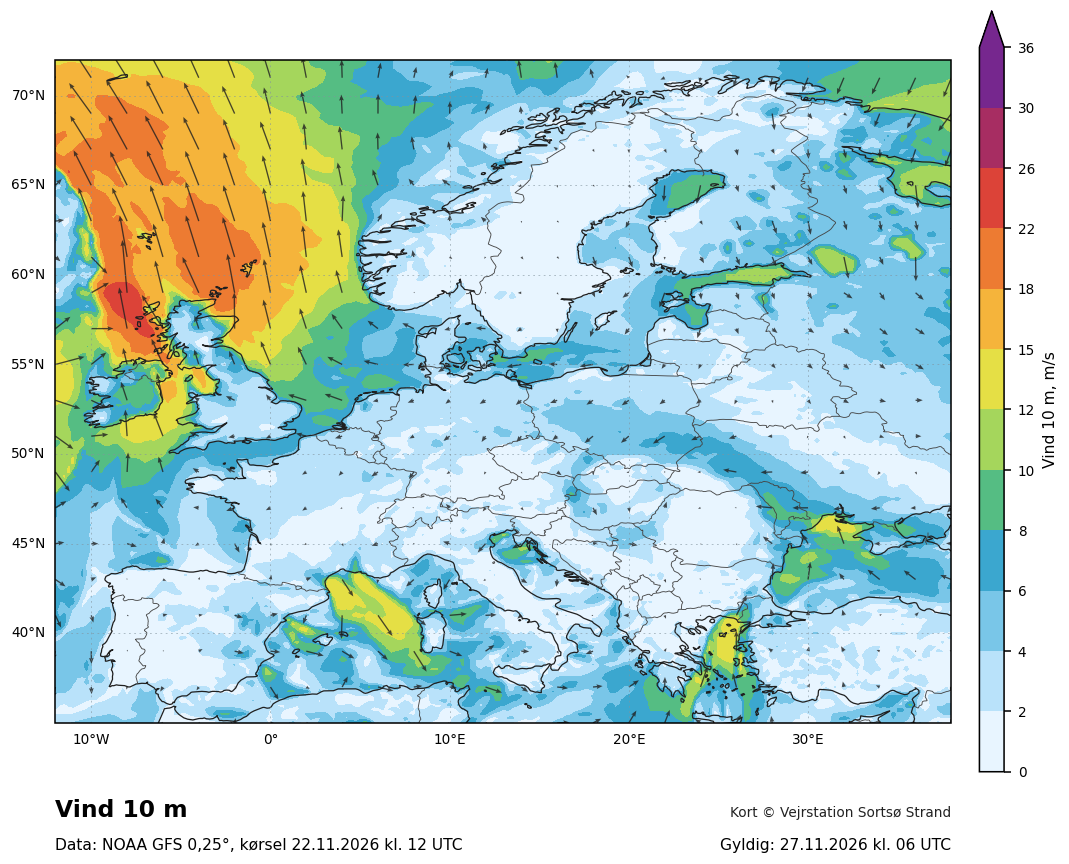 70°N
65°N
60°N
55°N
50°N
45°N
40°N
10°W
0°
10°E
20°E
30°E
36
30
26
22
18
15
12
10
8
6
4
2
0
Vind 10 m, m/s
Vind 10 m
Kort © Vejrstation Sortsø Strand
Data: NOAA GFS 0,25°, kørsel 22.11.2026 kl. 12 UTC
Gyldig: 27.11.2026 kl. 06 UTC